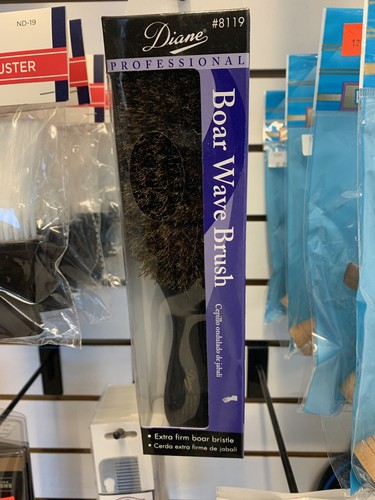 ND-19
USTER
Diane
#8119
PROFESSIONAL
Boar Wave Brush
Cepillo ondulado de jabalí
• Extra firm boar bristle
• Cerda extra firme de jabalí